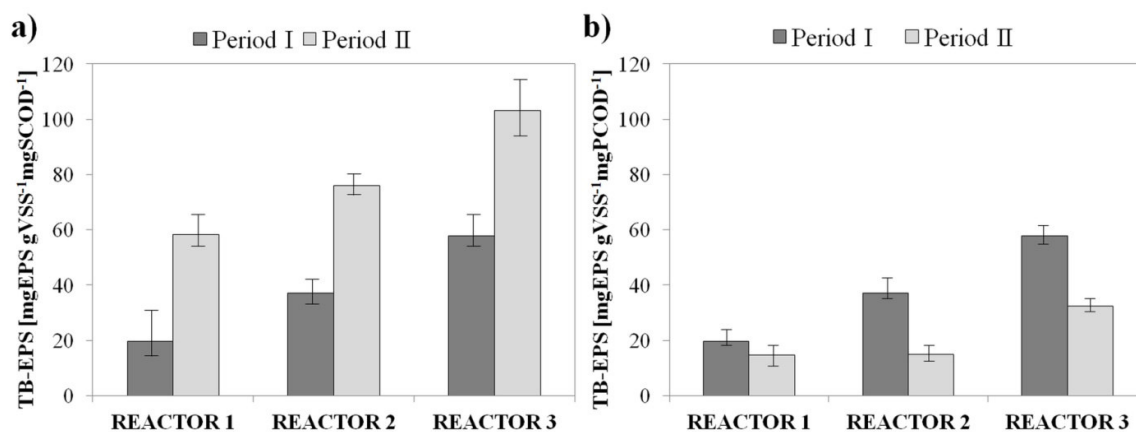 a)
Period I Period II
TB-EPS [mgEPS gVSS⁻¹mgSCOD⁻¹]
120
100
80
60
40
20
0
REACTOR 1 REACTOR 2 REACTOR 3
b)
Period I Period II
TB-EPS [mgEPS gVSS⁻¹mgPCOD⁻¹]
120
100
80
60
40
20
0
REACTOR 1 REACTOR 2 REACTOR 3